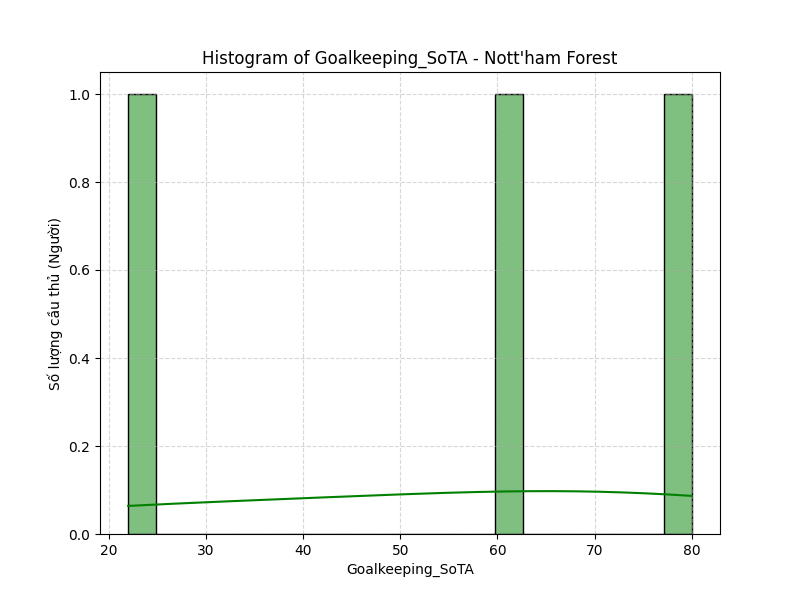 Histogram of Goalkeeping_SoTA - Nott'ham Forest
Số lượng cầu thủ (Người)
1.0
0.8
0.6
0.4
0.2
0.0
20 30 40 50 60 70 80
Goalkeeping_SoTA